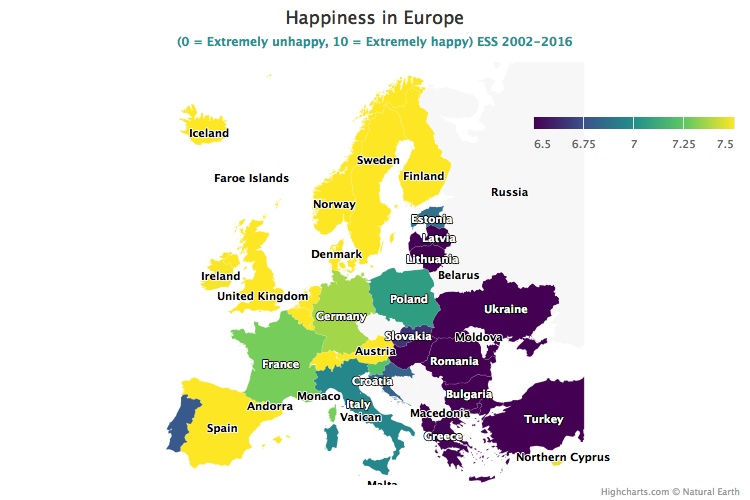 Happiness in Europe
(0 = Extremely unhappy, 10 = Extremely happy) ESS 2002-2016
6.5 6.75 7 7.25 7.5
Iceland
Sweden
Faroe Islands
Finland
Russia
Norway
Estonia
Latvia
Denmark
Lithuania
Ireland
Belarus
United Kingdom
Poland
Germany
Ukraine
Slovakia
Moldova
Austria
France
Romania
Croatia
Monaco
Bulgaria
Andorra
Italy
Vatican
Macedonia
Spain
Turkey
Greece
Northern Cyprus
Malta
Highcharts.com © Natural Earth